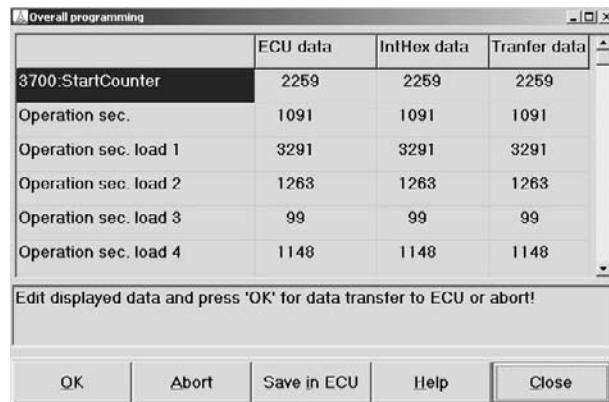 Overall programming
ECU data IntHex data Tranfer data
3700:StartCounter 2259 2259 2259
Operation sec. 1091 1091 1091
Operation sec. load 1 3291 3291 3291
Operation sec. load 2 1263 1263 1263
Operation sec. load 3 99 99 99
Operation sec. load 4 1148 1148 1148
Edit displayed data and press 'OK' for data transfer to ECU or abort!
OK Abort Save in ECU Help Close